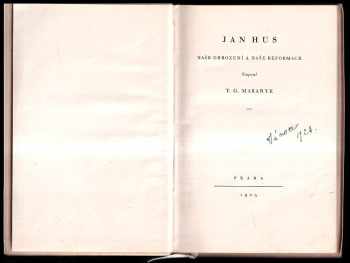 JAN HUS
NAŠE OBROZENÍ A NAŠE REFORMACE
Napsal
T. G. MASARYK
PRAHA